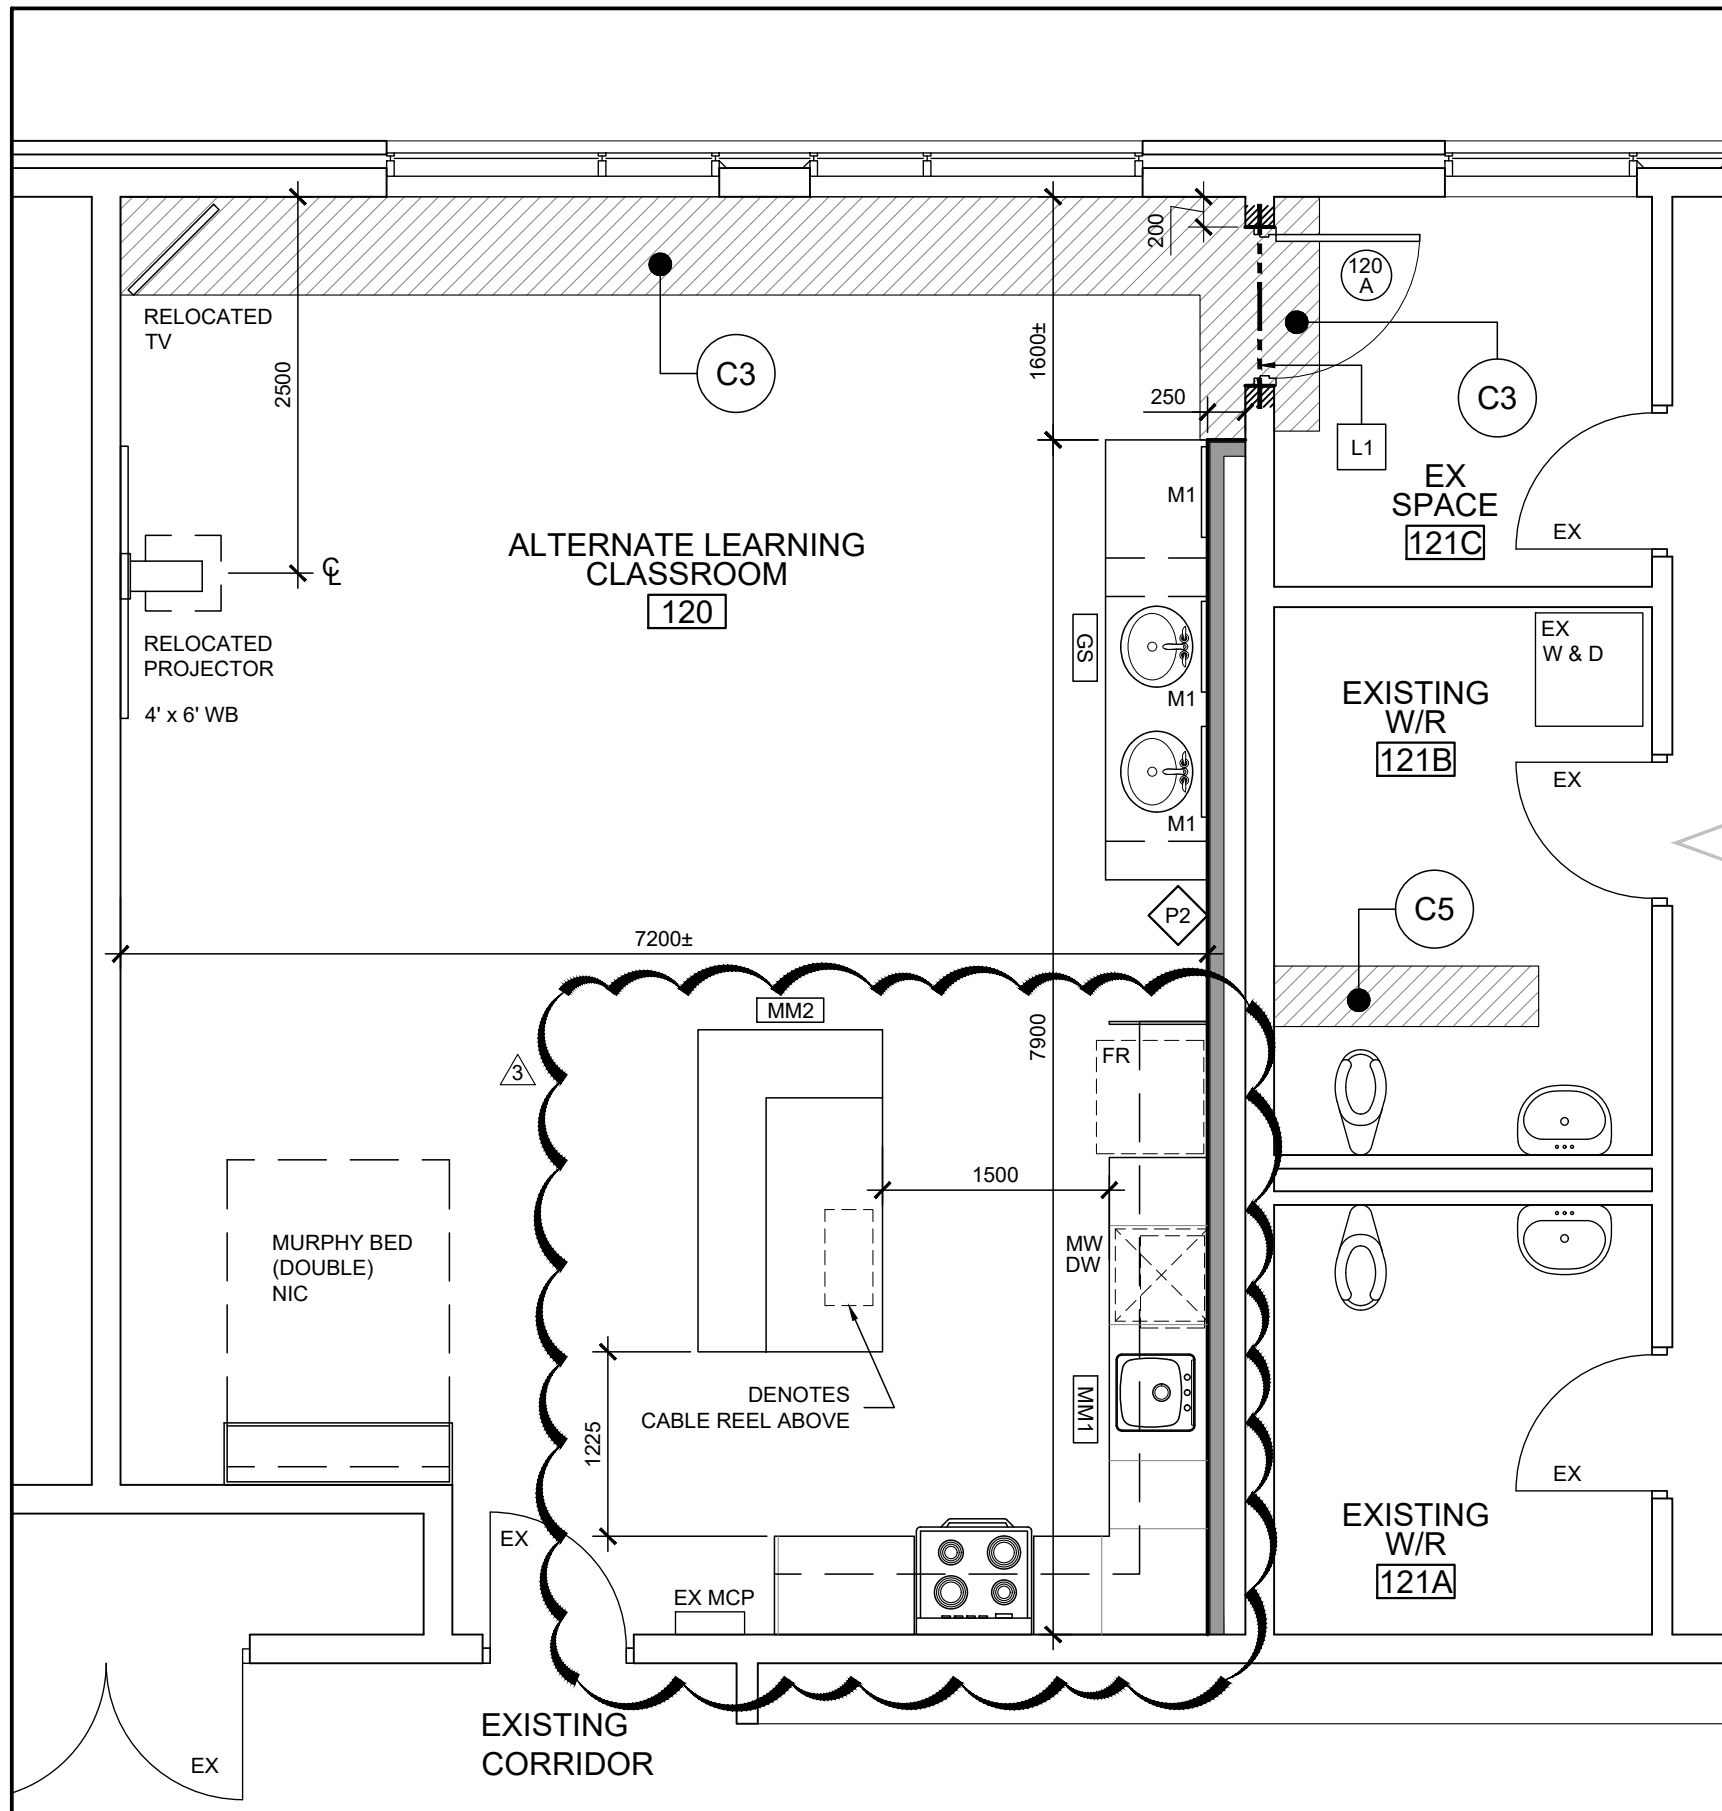 200
120
A
RELOCATED
TV
2500
C3
1600±
250
C3
L1
M1
EX
SPACE
121C
EX
ALTERNATE LEARNING
CLASSROOM
120
℄
RELOCATED
PROJECTOR
4' x 6' WB
GS
M1
M1
EX
W & D
EXISTING
W/R
121B
EX
P2
C5
7200±
MM2
7900
FR
3
1500
MURPHY BED
(DOUBLE)
NIC
MW
DW
DENOTES
CABLE REEL ABOVE
MM1
1225
EX
EX
EXISTING
W/R
121A
EX MCP
EXISTING
CORRIDOR
EX